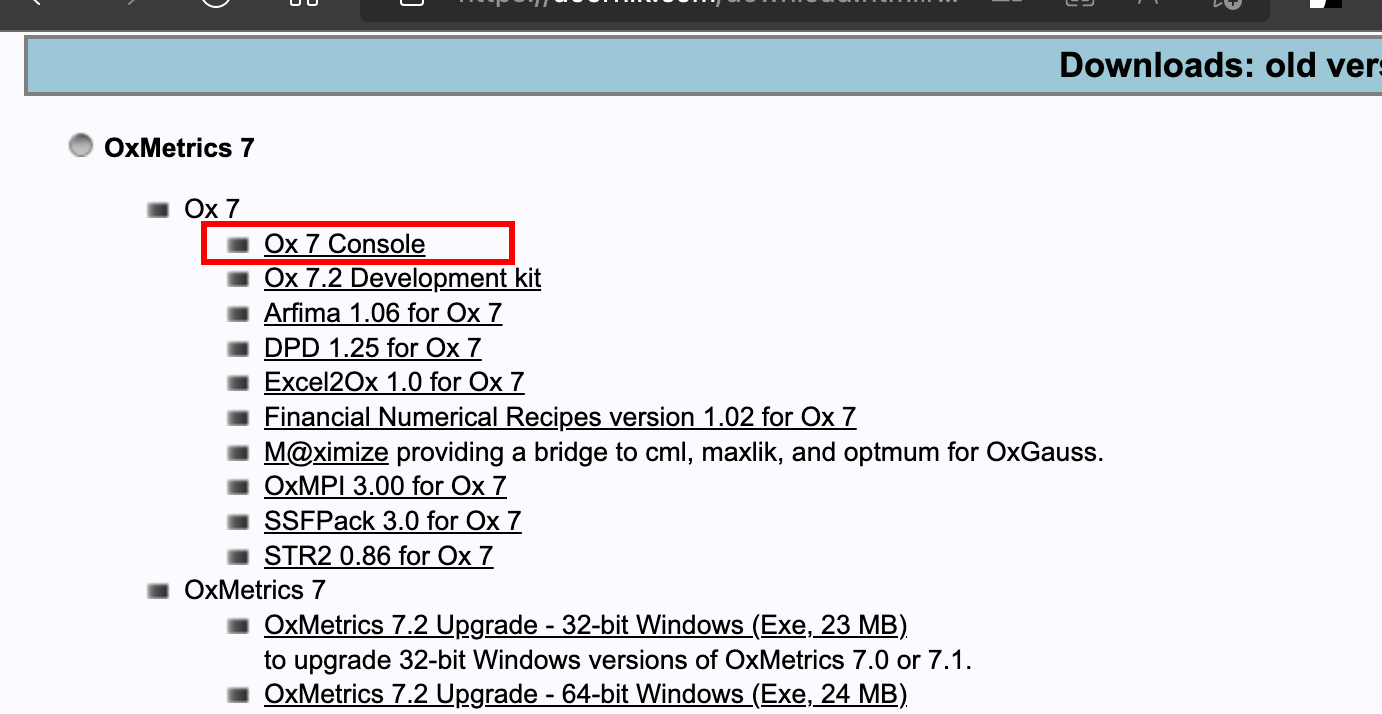 Downloads: old vers
OxMetrics 7
Ox 7
Ox 7 Console
Ox 7.2 Development kit
Arfima 1.06 for Ox 7
DPD 1.25 for Ox 7
Excel2Ox 1.0 for Ox 7
Financial Numerical Recipes version 1.02 for Ox 7
M@ximize providing a bridge to cml, maxlik, and optmum for OxGauss.
OxMPI 3.00 for Ox 7
SSFPack 3.0 for Ox 7
STR2 0.86 for Ox 7
OxMetrics 7
OxMetrics 7.2 Upgrade - 32-bit Windows (Exe, 23 MB)
to upgrade 32-bit Windows versions of OxMetrics 7.0 or 7.1.
OxMetrics 7.2 Upgrade - 64-bit Windows (Exe, 24 MB)